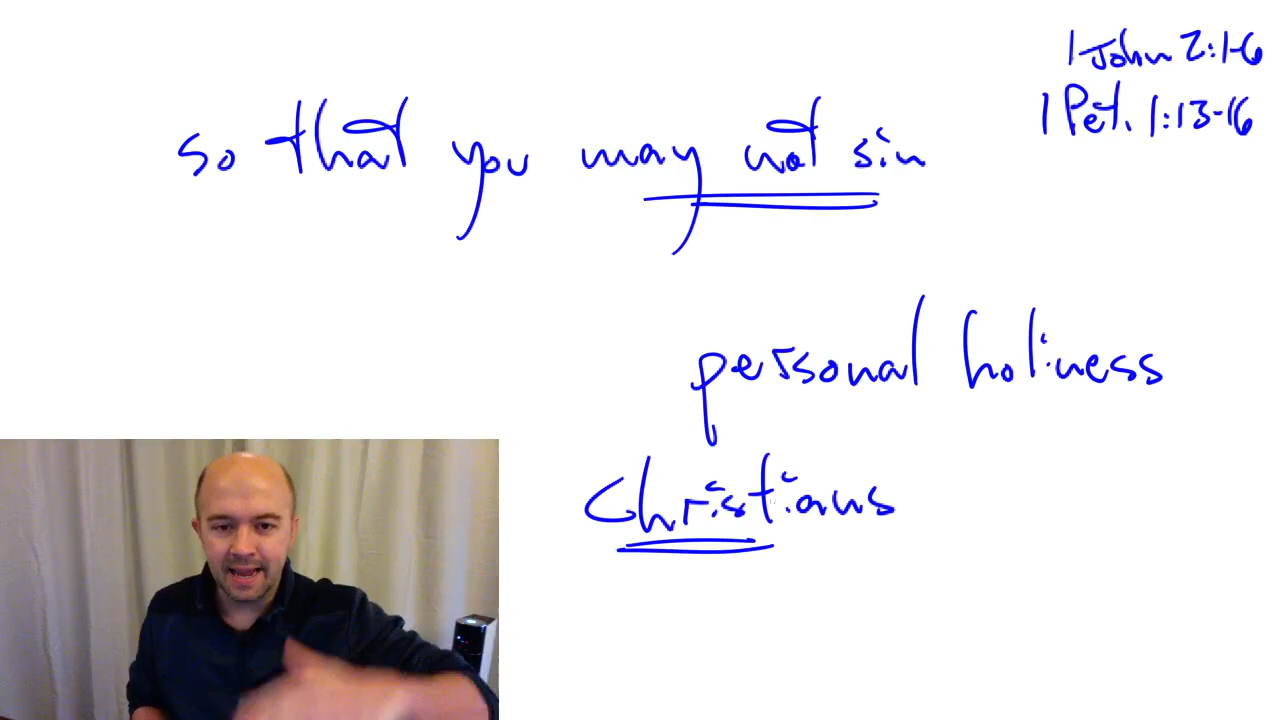 1 John 2:1-6
1 Pet. 1:13-16
so that you may not sin
personal holiness
Christians